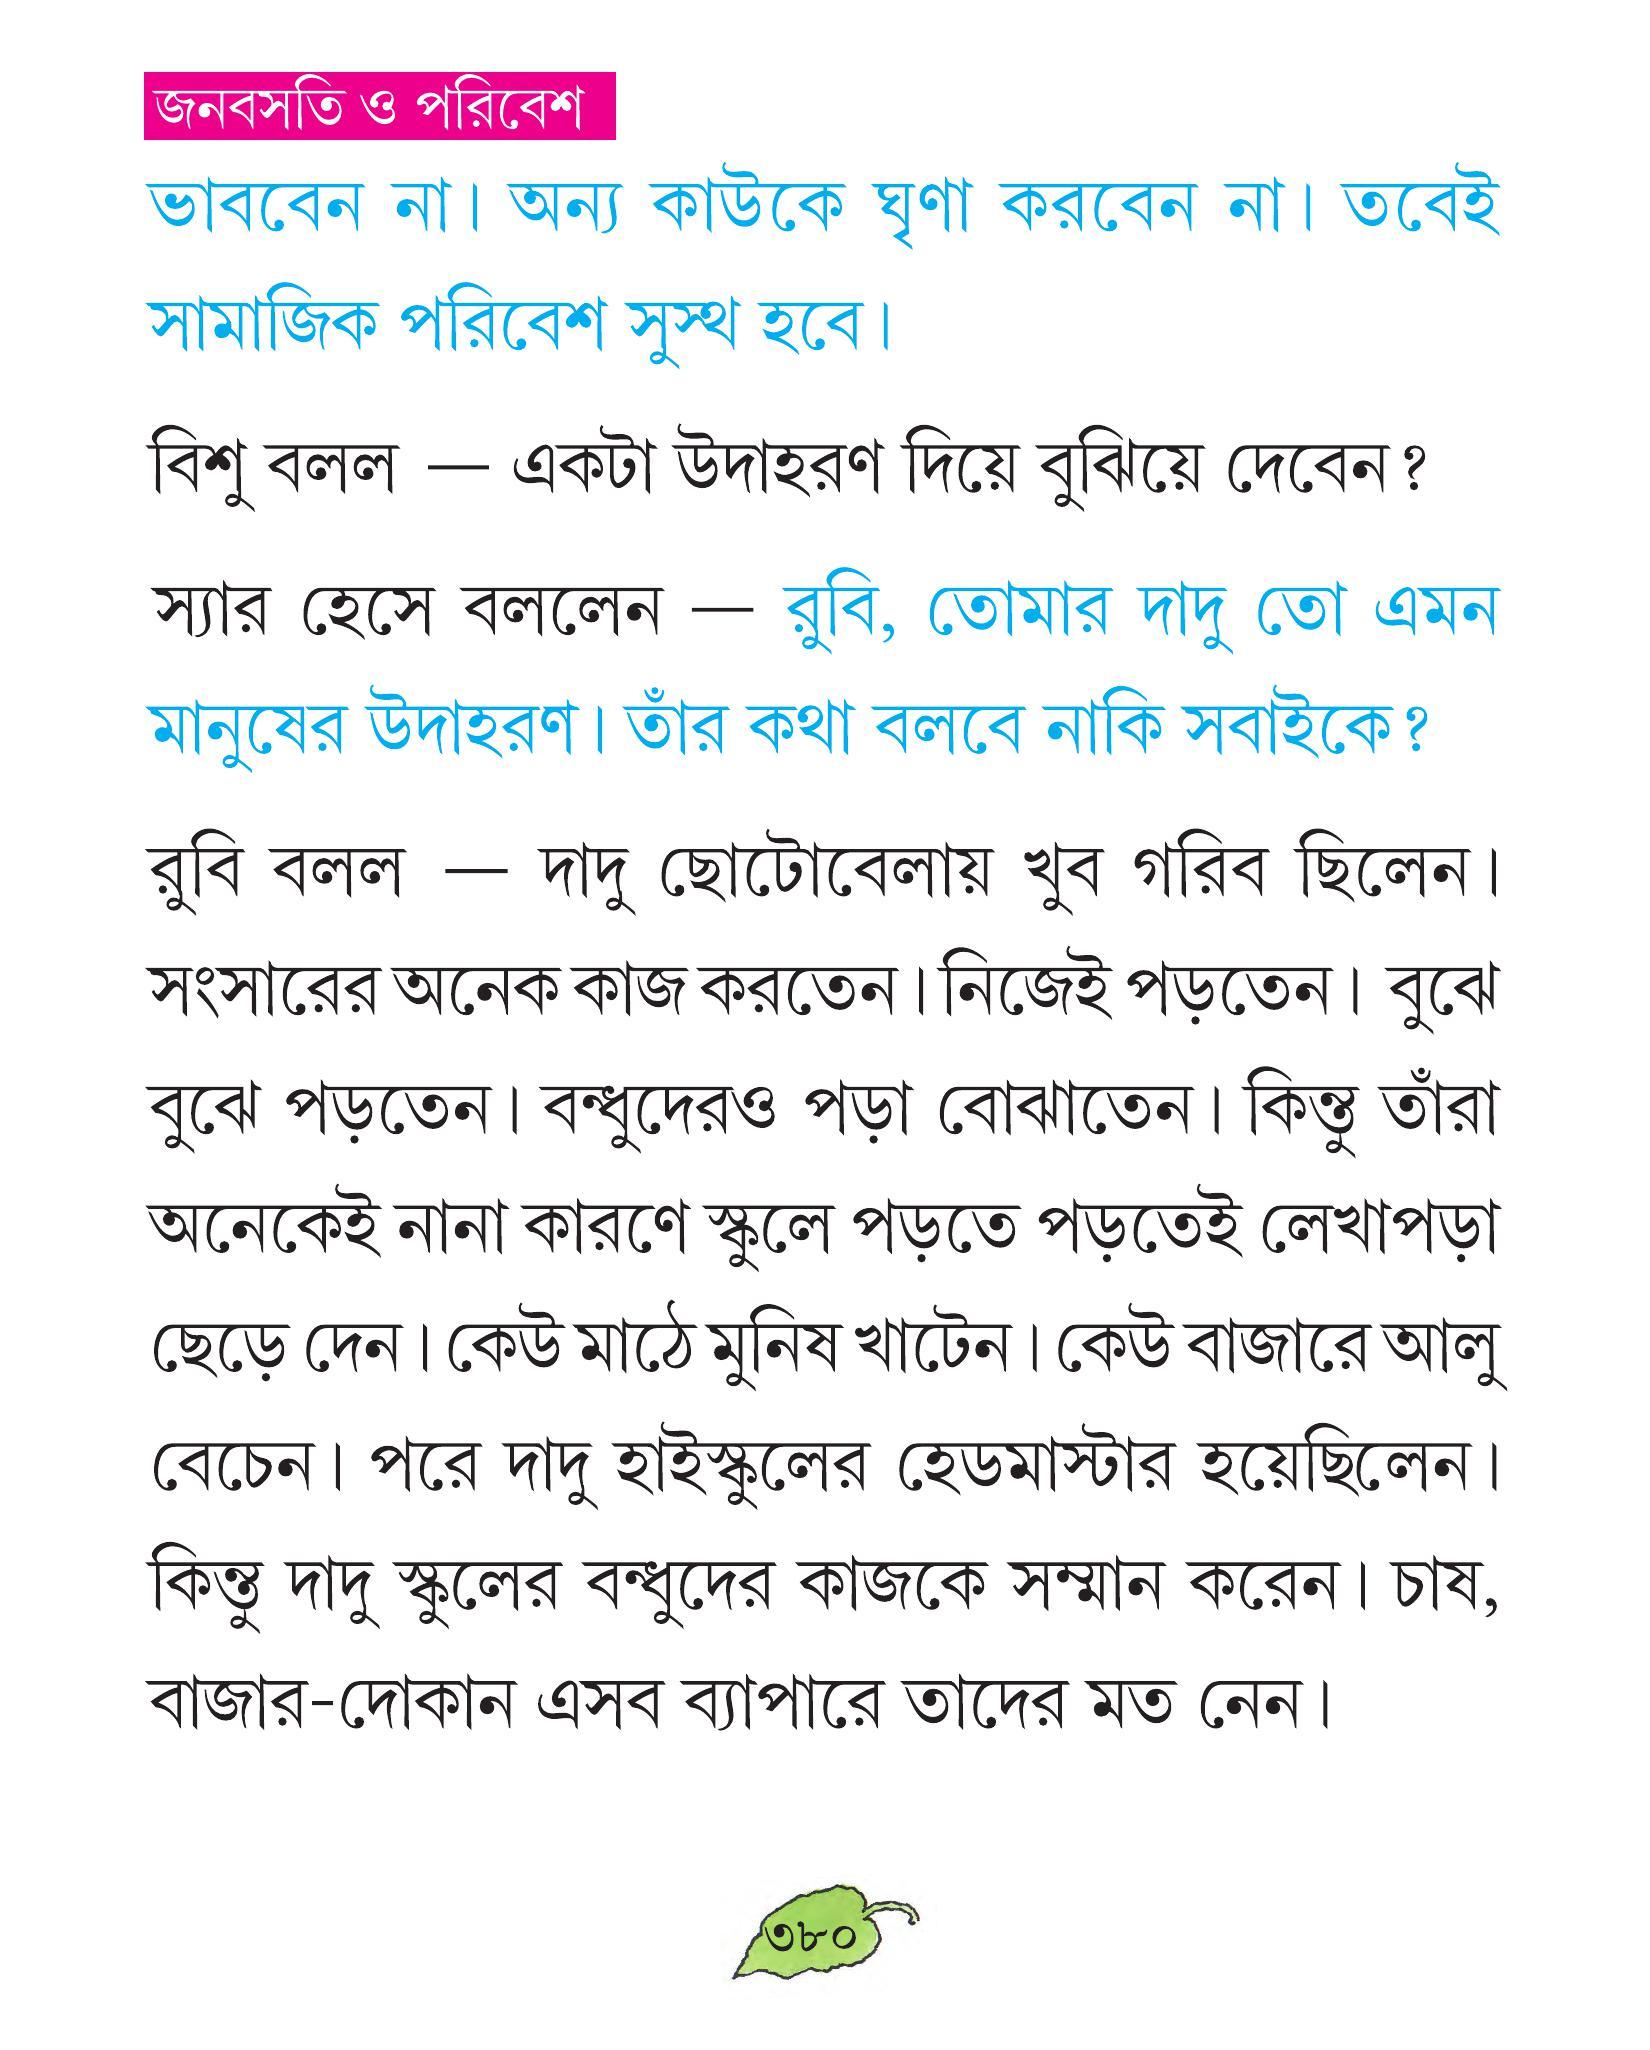 জনবসতি ও পরিবেশ
ভাববেন না। অন্য কাউকে ঘৃণা করবেন না। তবেই
সামাজিক পরিবেশ সুস্থ হবে।
বিশু বলল — একটা উদাহরণ দিয়ে বুঝিয়ে দেবেন?
স্যার হেসে বললেন — রুবি, তোমার দাদু তো এমন
মানুষের উদাহরণ। তাঁর কথা বলবে নাকি সবাইকে?
রুবি বলল — দাদু ছোটোবেলায় খুব গরিব ছিলেন।
সংসারের অনেক কাজ করতেন। নিজেই পড়তেন। বুঝে
বুঝে পড়তেন। বন্ধুদেরও পড়া বোঝাতেন। কিন্তু তাঁরা
অনেকেই নানা কারণে স্কুলে পড়তে পড়তেই লেখাপড়া
ছেড়ে দেন। কেউ মাঠে মুনিষ খাটেন। কেউ বাজারে আলু
বেচেন। পরে দাদু হাইস্কুলের হেডমাস্টার হয়েছিলেন।
কিন্তু দাদু স্কুলের বন্ধুদের কাজকে সম্মান করেন। চাষ,
বাজার-দোকান এসব ব্যাপারে তাদের মত নেন।
৩৮০